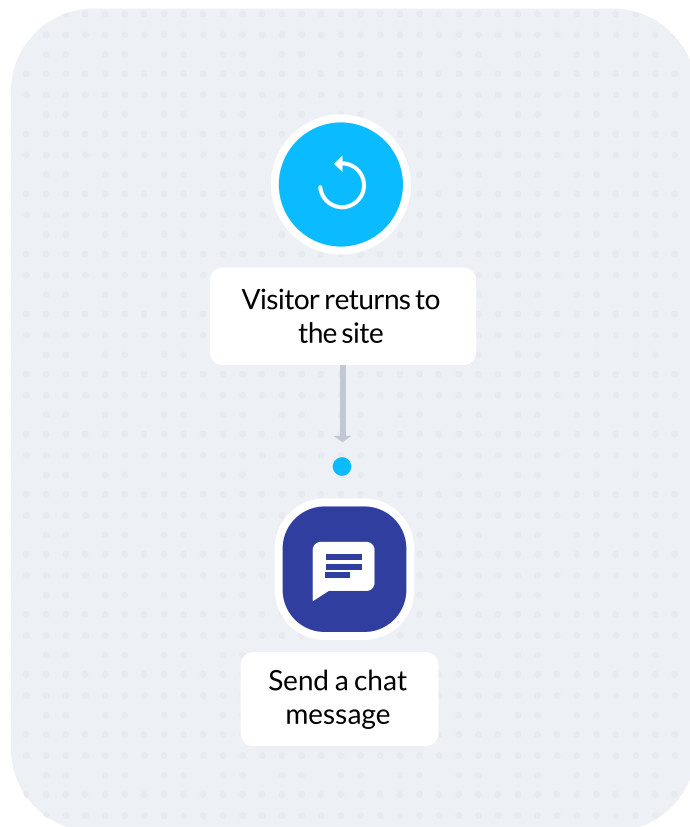 Visitor returns to
the site
Send a chat
message